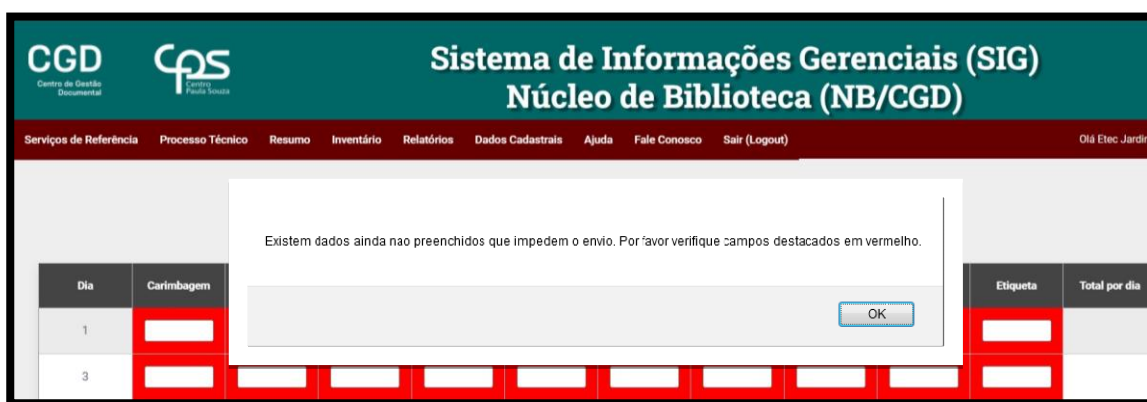 CGD
Centro de Gestão
Documental
CPS
Centro
Paula Souza
Sistema de Informações Gerenciais (SIG)
Núcleo de Biblioteca (NB/CGD)
Serviços de Referência Processo Técnico Resumo Inventário Relatórios Dados Cadastrais Ajuda Fale Conosco Sair (Logout) Olá Etec Jardi
Existem dados ainda nao preenchidos que impedem o envio. Por favor verifique campos destacados em vermelho.
Dia Carimbagem Etiqueta Total por dia
OK
1
3